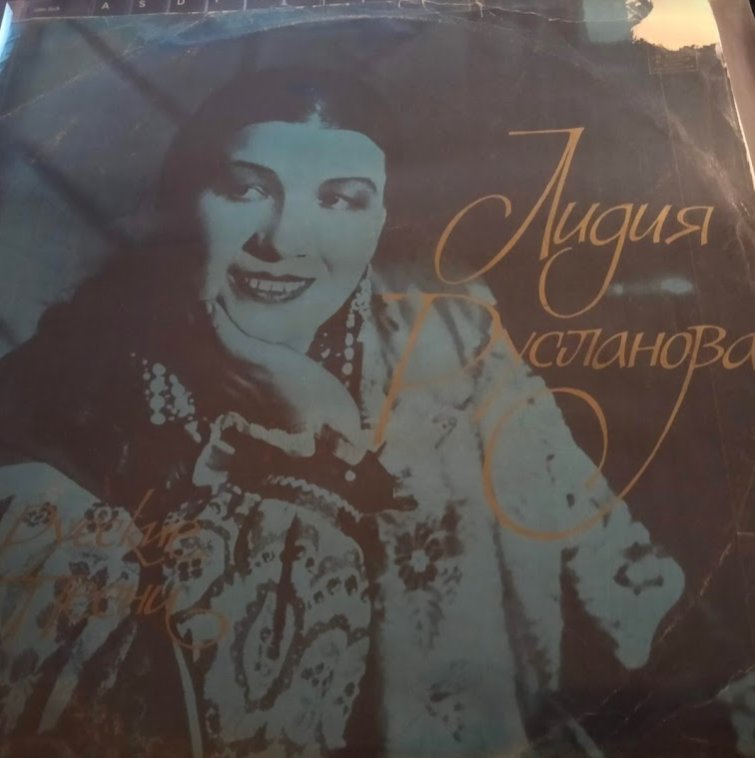 A S D
Лидия
Русланова
Русские
Песни